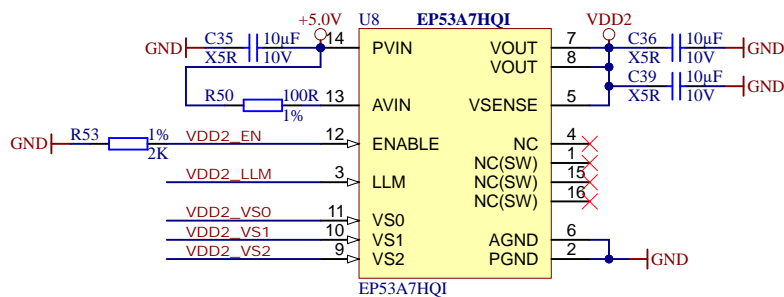 +5.0V U8 EP53A7HQI VDD2
C35 10µF 14 PVIN VOUT 7 C36 10µF
GND X5R 10V VOUT 8 X5R 10V GND
C39 10µF
R50 100R 13 AVIN VSENSE 5 X5R 10V GND
1%
GND R53 1% VDD2_EN 12 ENABLE NC 4
2K NC(SW) 1
VDD2_LLM 3 LLM NC(SW) 15
NC(SW) 16
VDD2_VS0 11 VS0
VDD2_VS1 10 VS1 AGND 6
VDD2_VS2 9 VS2 PGND 2 GND
EP53A7HQI